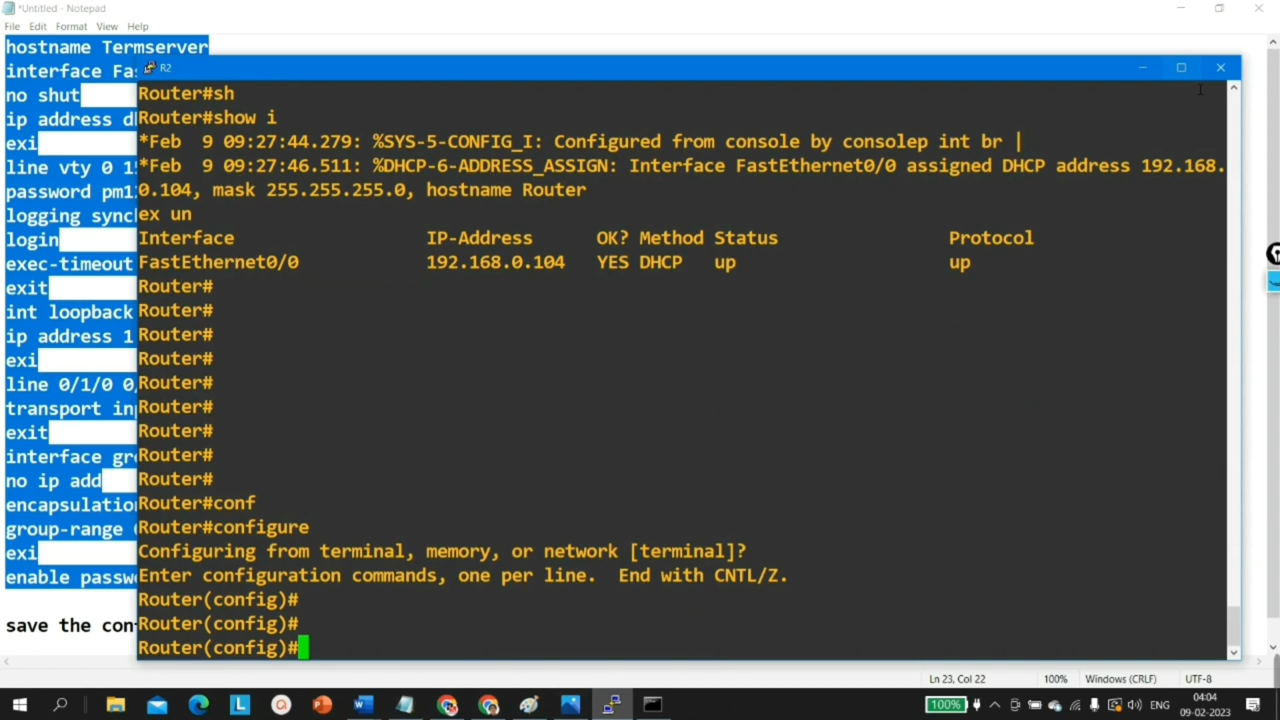 *Untitled - Notepad
File Edit Format View Help
hostname Termserver
interface Fas
no shut
ip address d
exi
line vty 0 15
password pm1
logging sync
login
exec-timeout
exit
int loopback
ip address 1
exi
line 0/1/0 0
transport inp
exit
interface gro
no ip add
encapsulation
group-range
exi
enable passwo
save the con
R2
Router#sh
Router#show i
*Feb  9 09:27:44.279: %SYS-5-CONFIG_I: Configured from console by consolep int br |
*Feb  9 09:27:46.511: %DHCP-6-ADDRESS_ASSIGN: Interface FastEthernet0/0 assigned DHCP address 192.168.
0.104, mask 255.255.255.0, hostname Router
ex un
Interface IP-Address OK? Method Status Protocol
FastEthernet0/0 192.168.0.104 YES DHCP up up
Router#
Router#
Router#
Router#
Router#
Router#
Router#
Router#
Router#
Router#conf
Router#configure
Configuring from terminal, memory, or network [terminal]?
Enter configuration commands, one per line.  End with CNTL/Z.
Router(config)#
Router(config)#
Router(config)#
Ln 23, Col 22 100% Windows (CRLF) UTF-8
100% ENG 04:04
09-02-2023